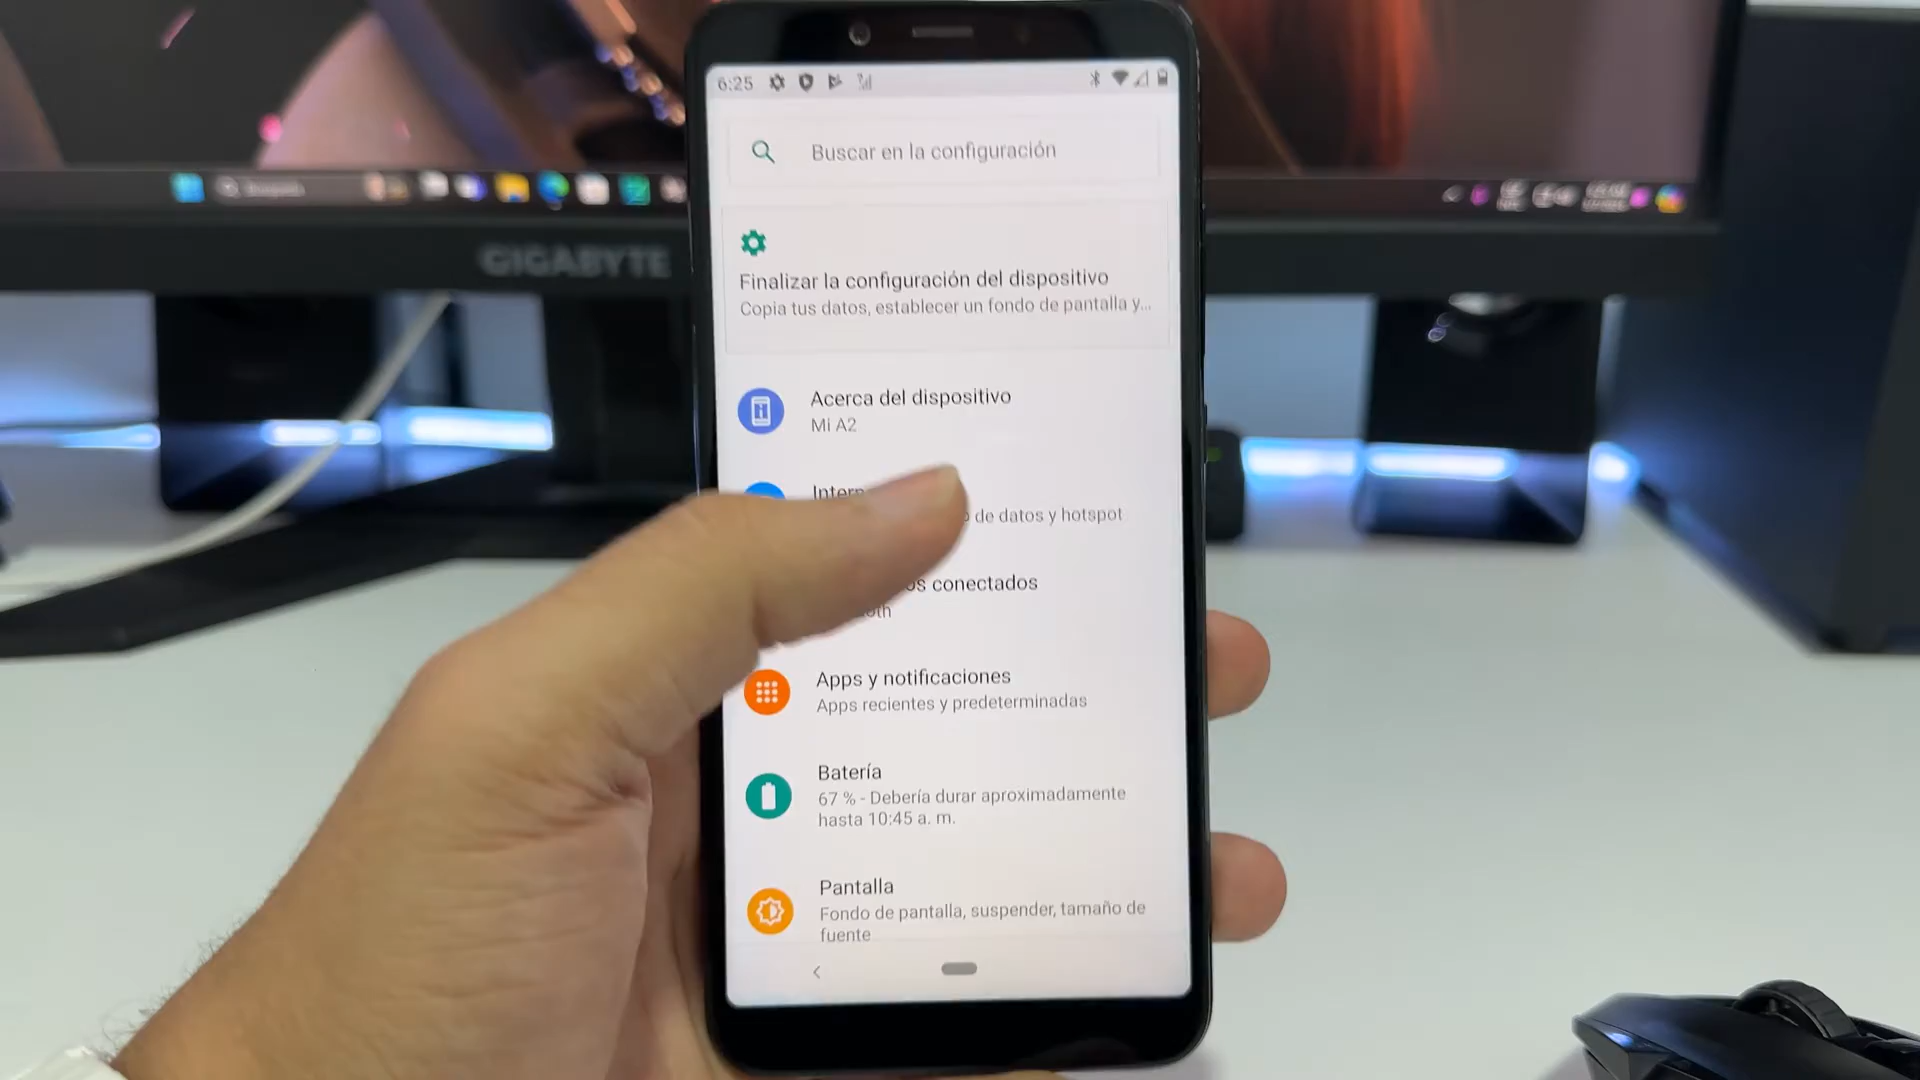 6:25
Buscar en la configuración
Finalizar la configuración del dispositivo
Copia tus datos, establecer un fondo de pantalla y...
Acerca del dispositivo
Mi A2
de datos y hotspot
conectados
Apps y notificaciones
Apps recientes y predeterminadas
Batería
67 % - Debería durar aproximadamente
hasta 10:45 a. m.
Pantalla
Fondo de pantalla, suspender, tamaño de
fuente
GIGABYTE